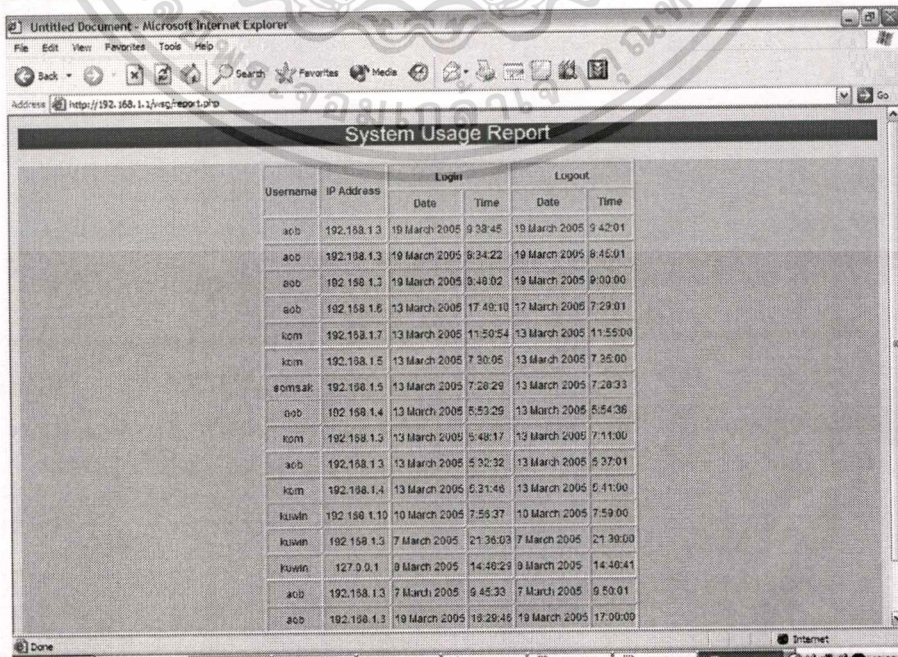 Untitled Document - Microsoft Internet Explorer
File Edit View Favorites Tools Help
Back Search Favorites Media
Address http://192.168.1.1/ Go
System Usage Report
Username IP Address Login Logout
Date Time Date Time
aob 192.168.1.3 19 March 2005 9:38:45 19 March 2005 9:42:01
aob 192.168.1.3 19 March 2005 8:34:22 19 March 2005 8:45:01
aob 192.168.1.3 19 March 2005 8:48:02 19 March 2005 9:00:00
aob 192.168.1.6 13 March 2005 17:49:10 17 March 2005 7:29:01
kom 192.168.1.7 13 March 2005 11:50:54 13 March 2005 11:55:00
kom 192.168.1.5 13 March 2005 7:30:05 13 March 2005 7:35:00
somsak 192.168.1.5 13 March 2005 7:28:29 13 March 2005 7:28:33
aob 192.168.1.4 13 March 2005 5:53:29 13 March 2005 5:54:36
kom 192.168.1.3 13 March 2005 5:48:17 13 March 2005 7:11:00
aob 192.168.1.3 13 March 2005 5:32:32 13 March 2005 5:37:01
kom 192.168.1.4 13 March 2005 5:31:46 13 March 2005 5:41:00
kuwin 192.168.1.10 10 March 2005 7:56:37 10 March 2005 7:59:00
kuwin 192.168.1.3 7 March 2005 21:36:03 7 March 2005 21:39:00
kuwin 127.0.0.1 8 March 2005 14:46:29 8 March 2005 14:46:41
aob 192.168.1.3 7 March 2005 9:45:33 7 March 2005 9:50:01
aob 192.168.1.3 19 March 2005 16:29:46 19 March 2005 17:00:00
Done Internet